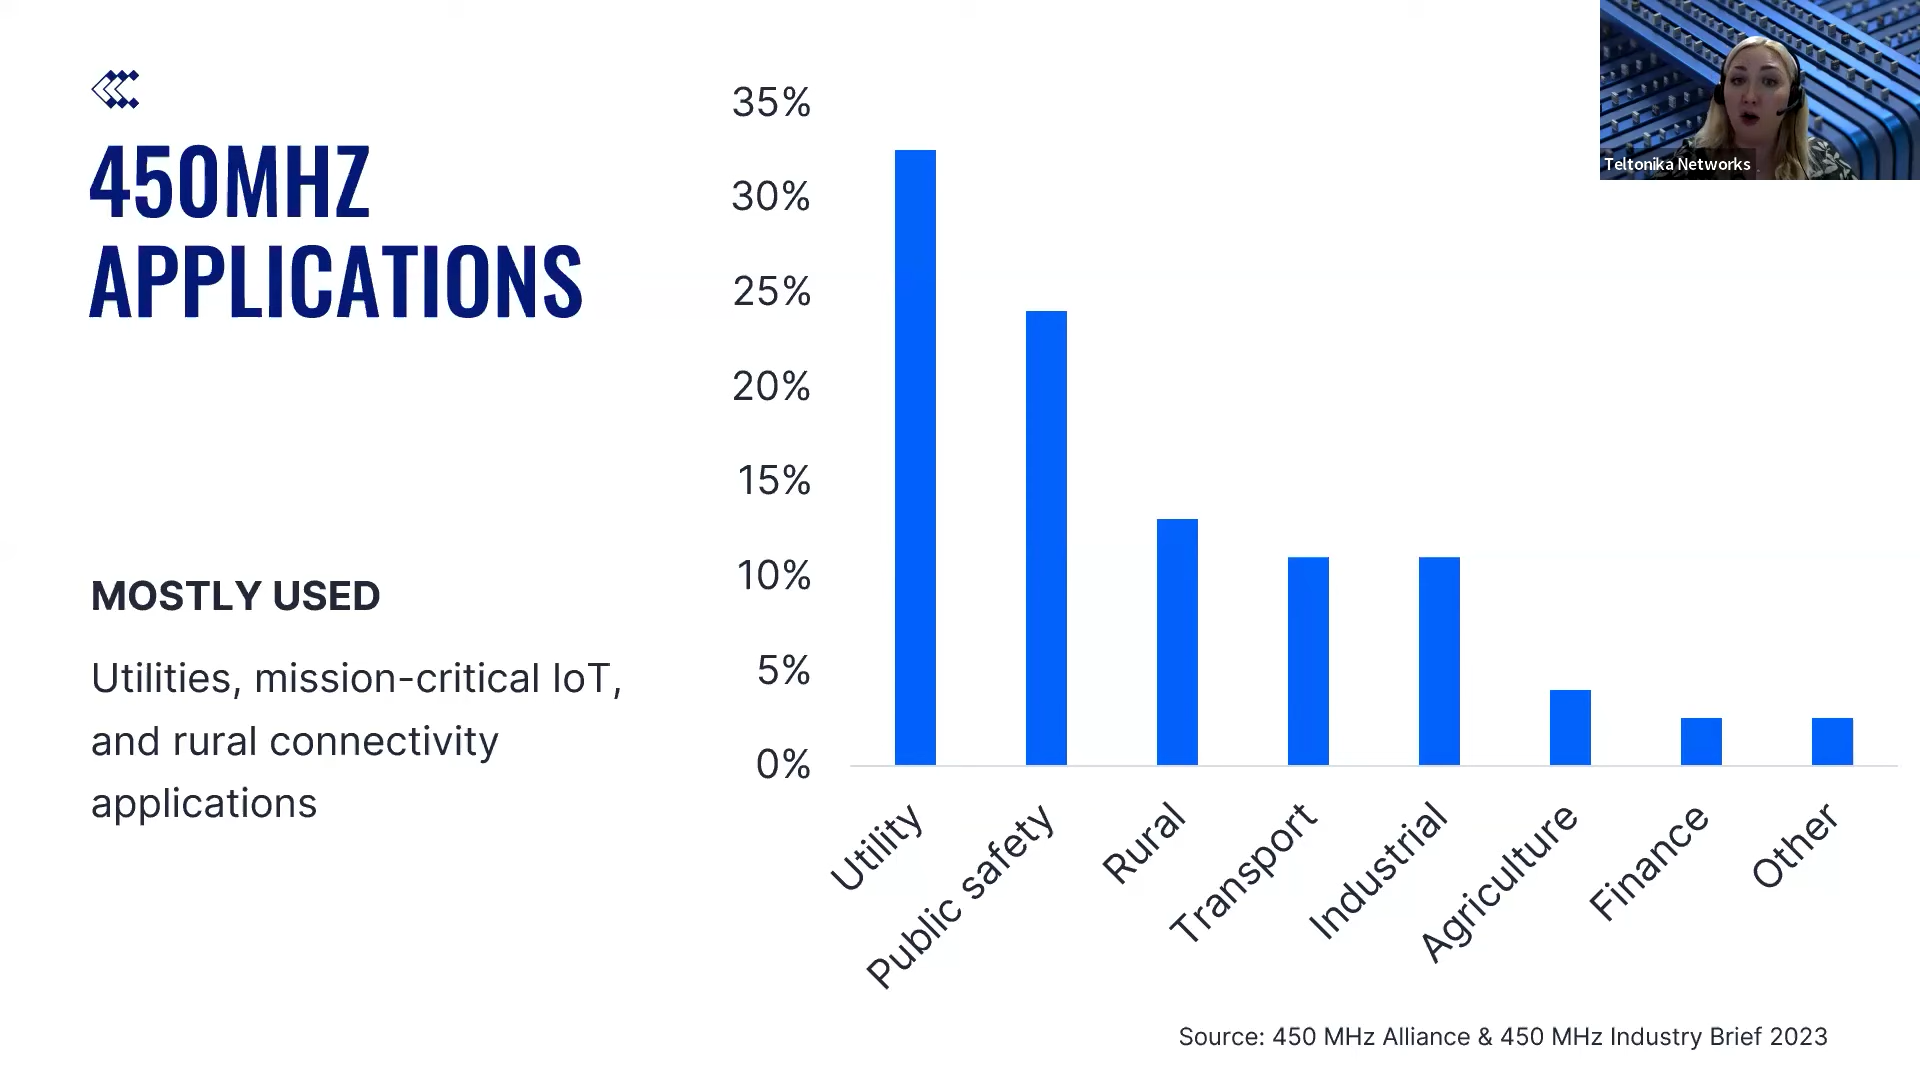 450MHZ
APPLICATIONS
MOSTLY USED
Utilities, mission-critical IoT,
and rural connectivity
applications
35%
30%
25%
20%
15%
10%
5%
0%
Utility
Public safety
Rural
Transport
Industrial
Agriculture
Finance
Other
Source: 450 MHz Alliance & 450 MHz Industry Brief 2023
Teltonika Networks